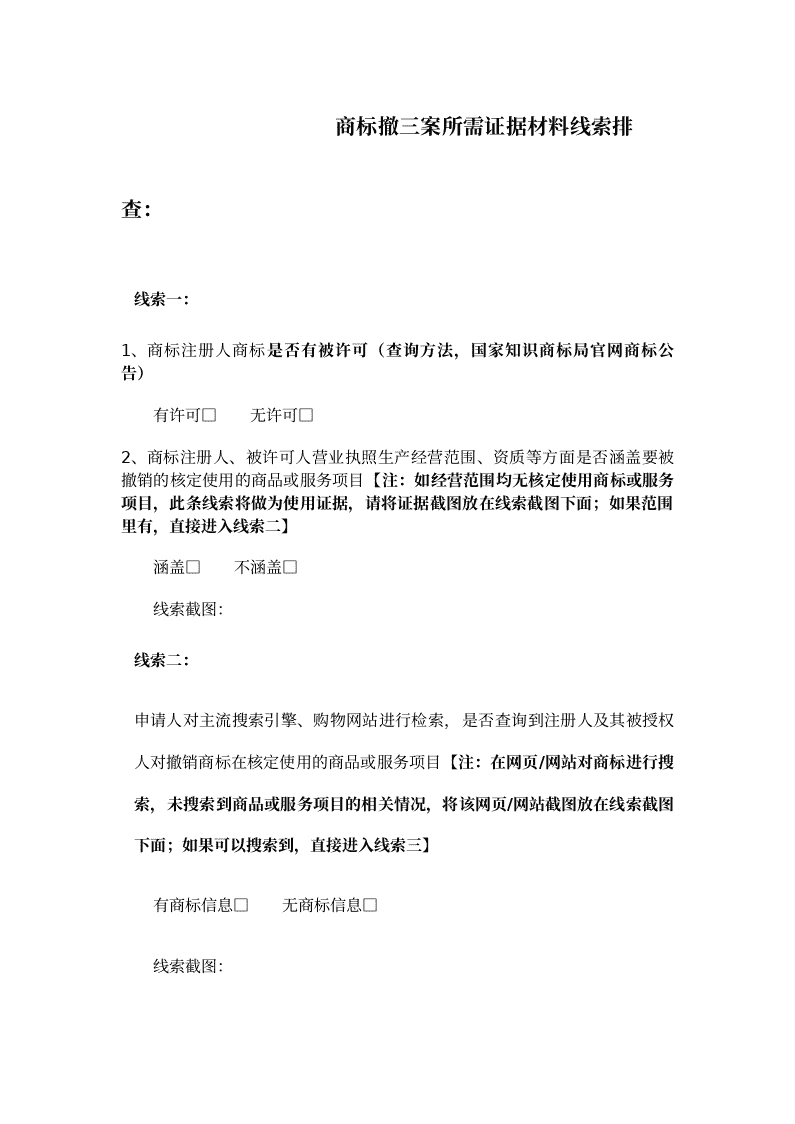 商标撤三案所需证据材料线索排
查：
线索一：
1、商标注册人商标是否有被许可（查询方法，国家知识商标局官网商标公
告）
有许可□ 无许可□
2、商标注册人、被许可人营业执照生产经营范围、资质等方面是否涵盖要被
撤销的核定使用的商品或服务项目【注：如经营范围均无核定使用商标或服务
项目，此条线索将做为使用证据，请将证据截图放在线索截图下面；如果范围
里有，直接进入线索二】
涵盖□ 不涵盖□
线索截图：
线索二：
申请人对主流搜索引擎、购物网站进行检索，是否查询到注册人及其被授权
人对撤销商标在核定使用的商品或服务项目【注：在网页/网站对商标进行搜
索，未搜索到商品或服务项目的相关情况，将该网页/网站截图放在线索截图
下面；如果可以搜索到，直接进入线索三】
有商标信息□ 无商标信息□
线索截图：